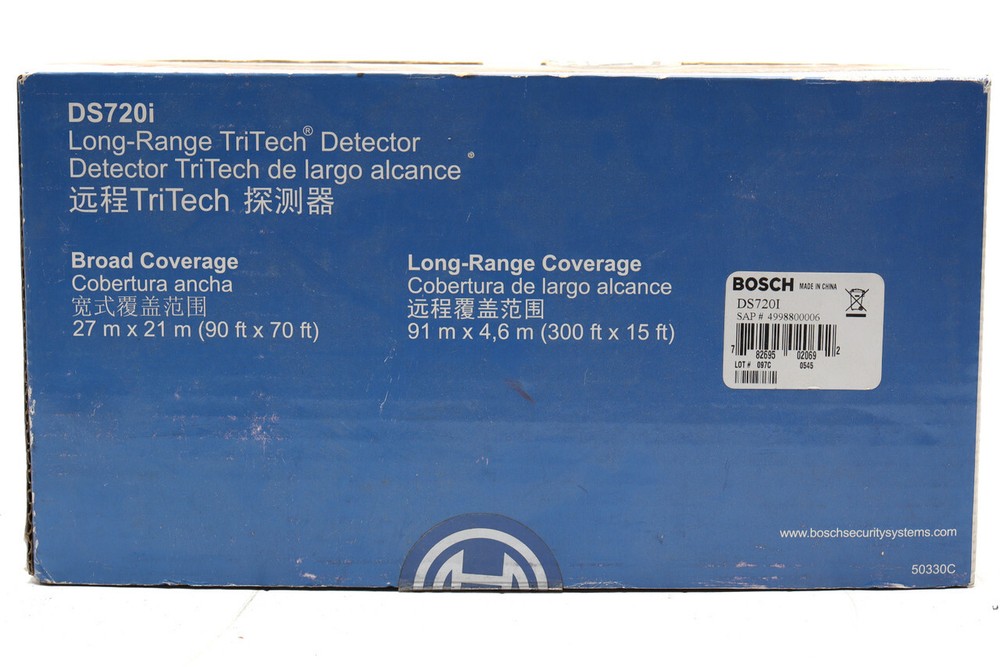 DS720i
Long-Range TriTech® Detector
Detector TriTech de largo alcance ®
远程TriTech 探测器
Broad Coverage
Cobertura ancha
宽式覆盖范围
27 m x 21 m (90 ft x 70 ft)
Long-Range Coverage
Cobertura de largo alcance
远程覆盖范围
91 m x 4,6 m (300 ft x 15 ft)
BOSCH MADE IN CHINA
DS720I
SAP # 4998800006
7 82695 02069 2
LOT # 097C 0545
www.boschsecuritysystems.com
50330C